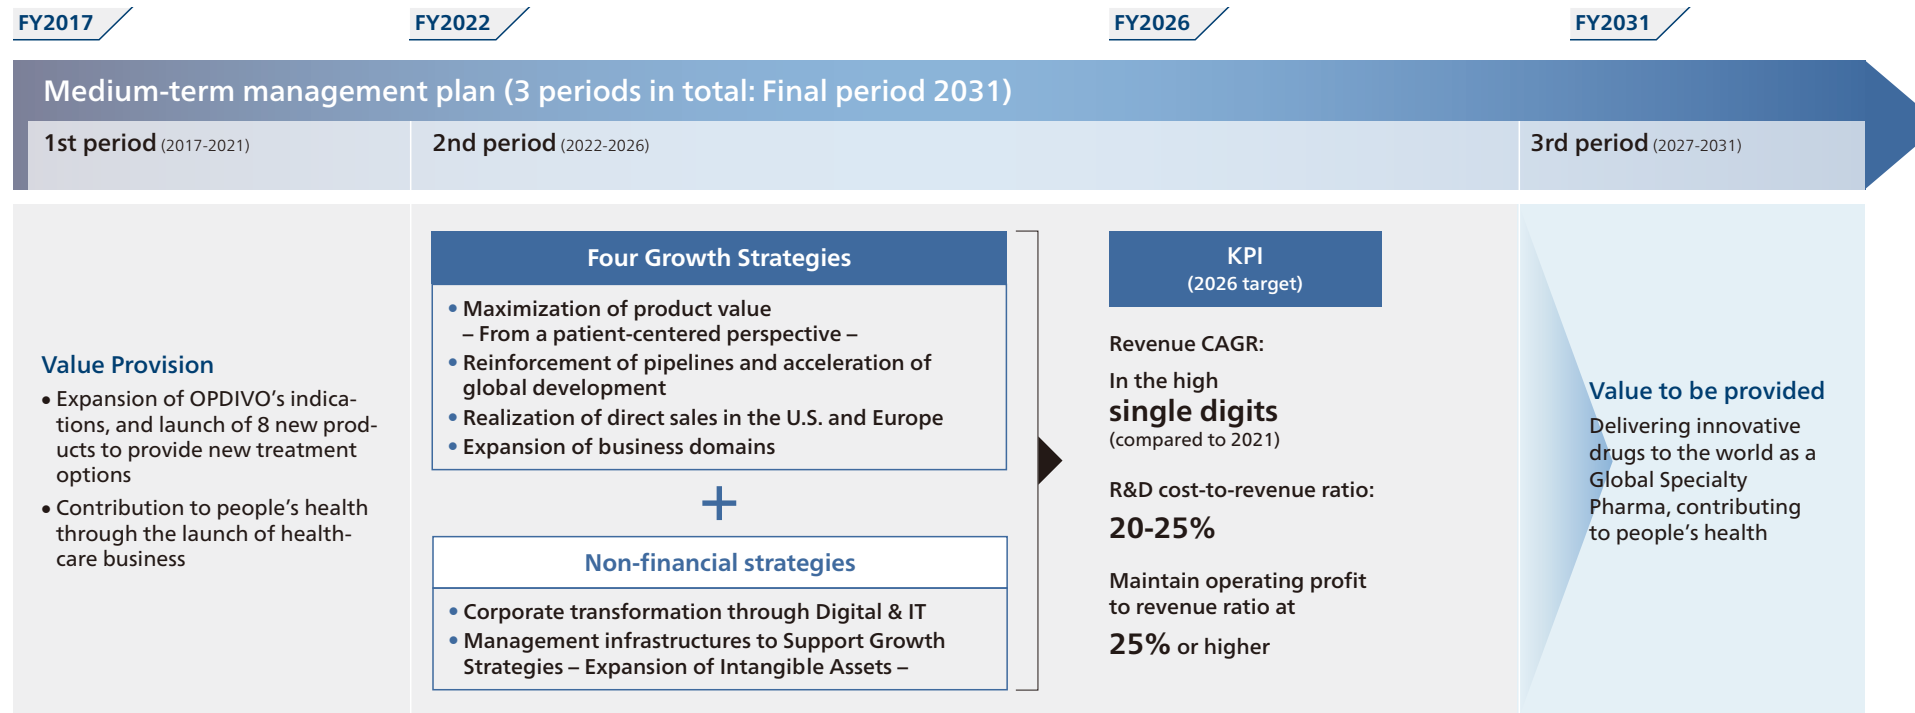 FY2017
FY2022
FY2026
FY2031
Medium-term management plan (3 periods in total: Final period 2031)
1st period (2017-2021)
2nd period (2022-2026)
3rd period (2027-2031)
Value Provision
• Expansion of OPDIVO’s indica-
tions, and launch of 8 new prod-
ucts to provide new treatment
options
• Contribution to people’s health
through the launch of health-
care business
Four Growth Strategies
• Maximization of product value
– From a patient-centered perspective –
• Reinforcement of pipelines and acceleration of
global development
• Realization of direct sales in the U.S. and Europe
• Expansion of business domains
+
Non-financial strategies
• Corporate transformation through Digital & IT
• Management infrastructures to Support Growth
Strategies – Expansion of Intangible Assets –
KPI
(2026 target)
Revenue CAGR:
In the high
single digits
(compared to 2021)
R&D cost-to-revenue ratio:
20-25%
Maintain operating profit
to revenue ratio at
25% or higher
Value to be provided
Delivering innovative
drugs to the world as a
Global Specialty
Pharma, contributing
to people’s health